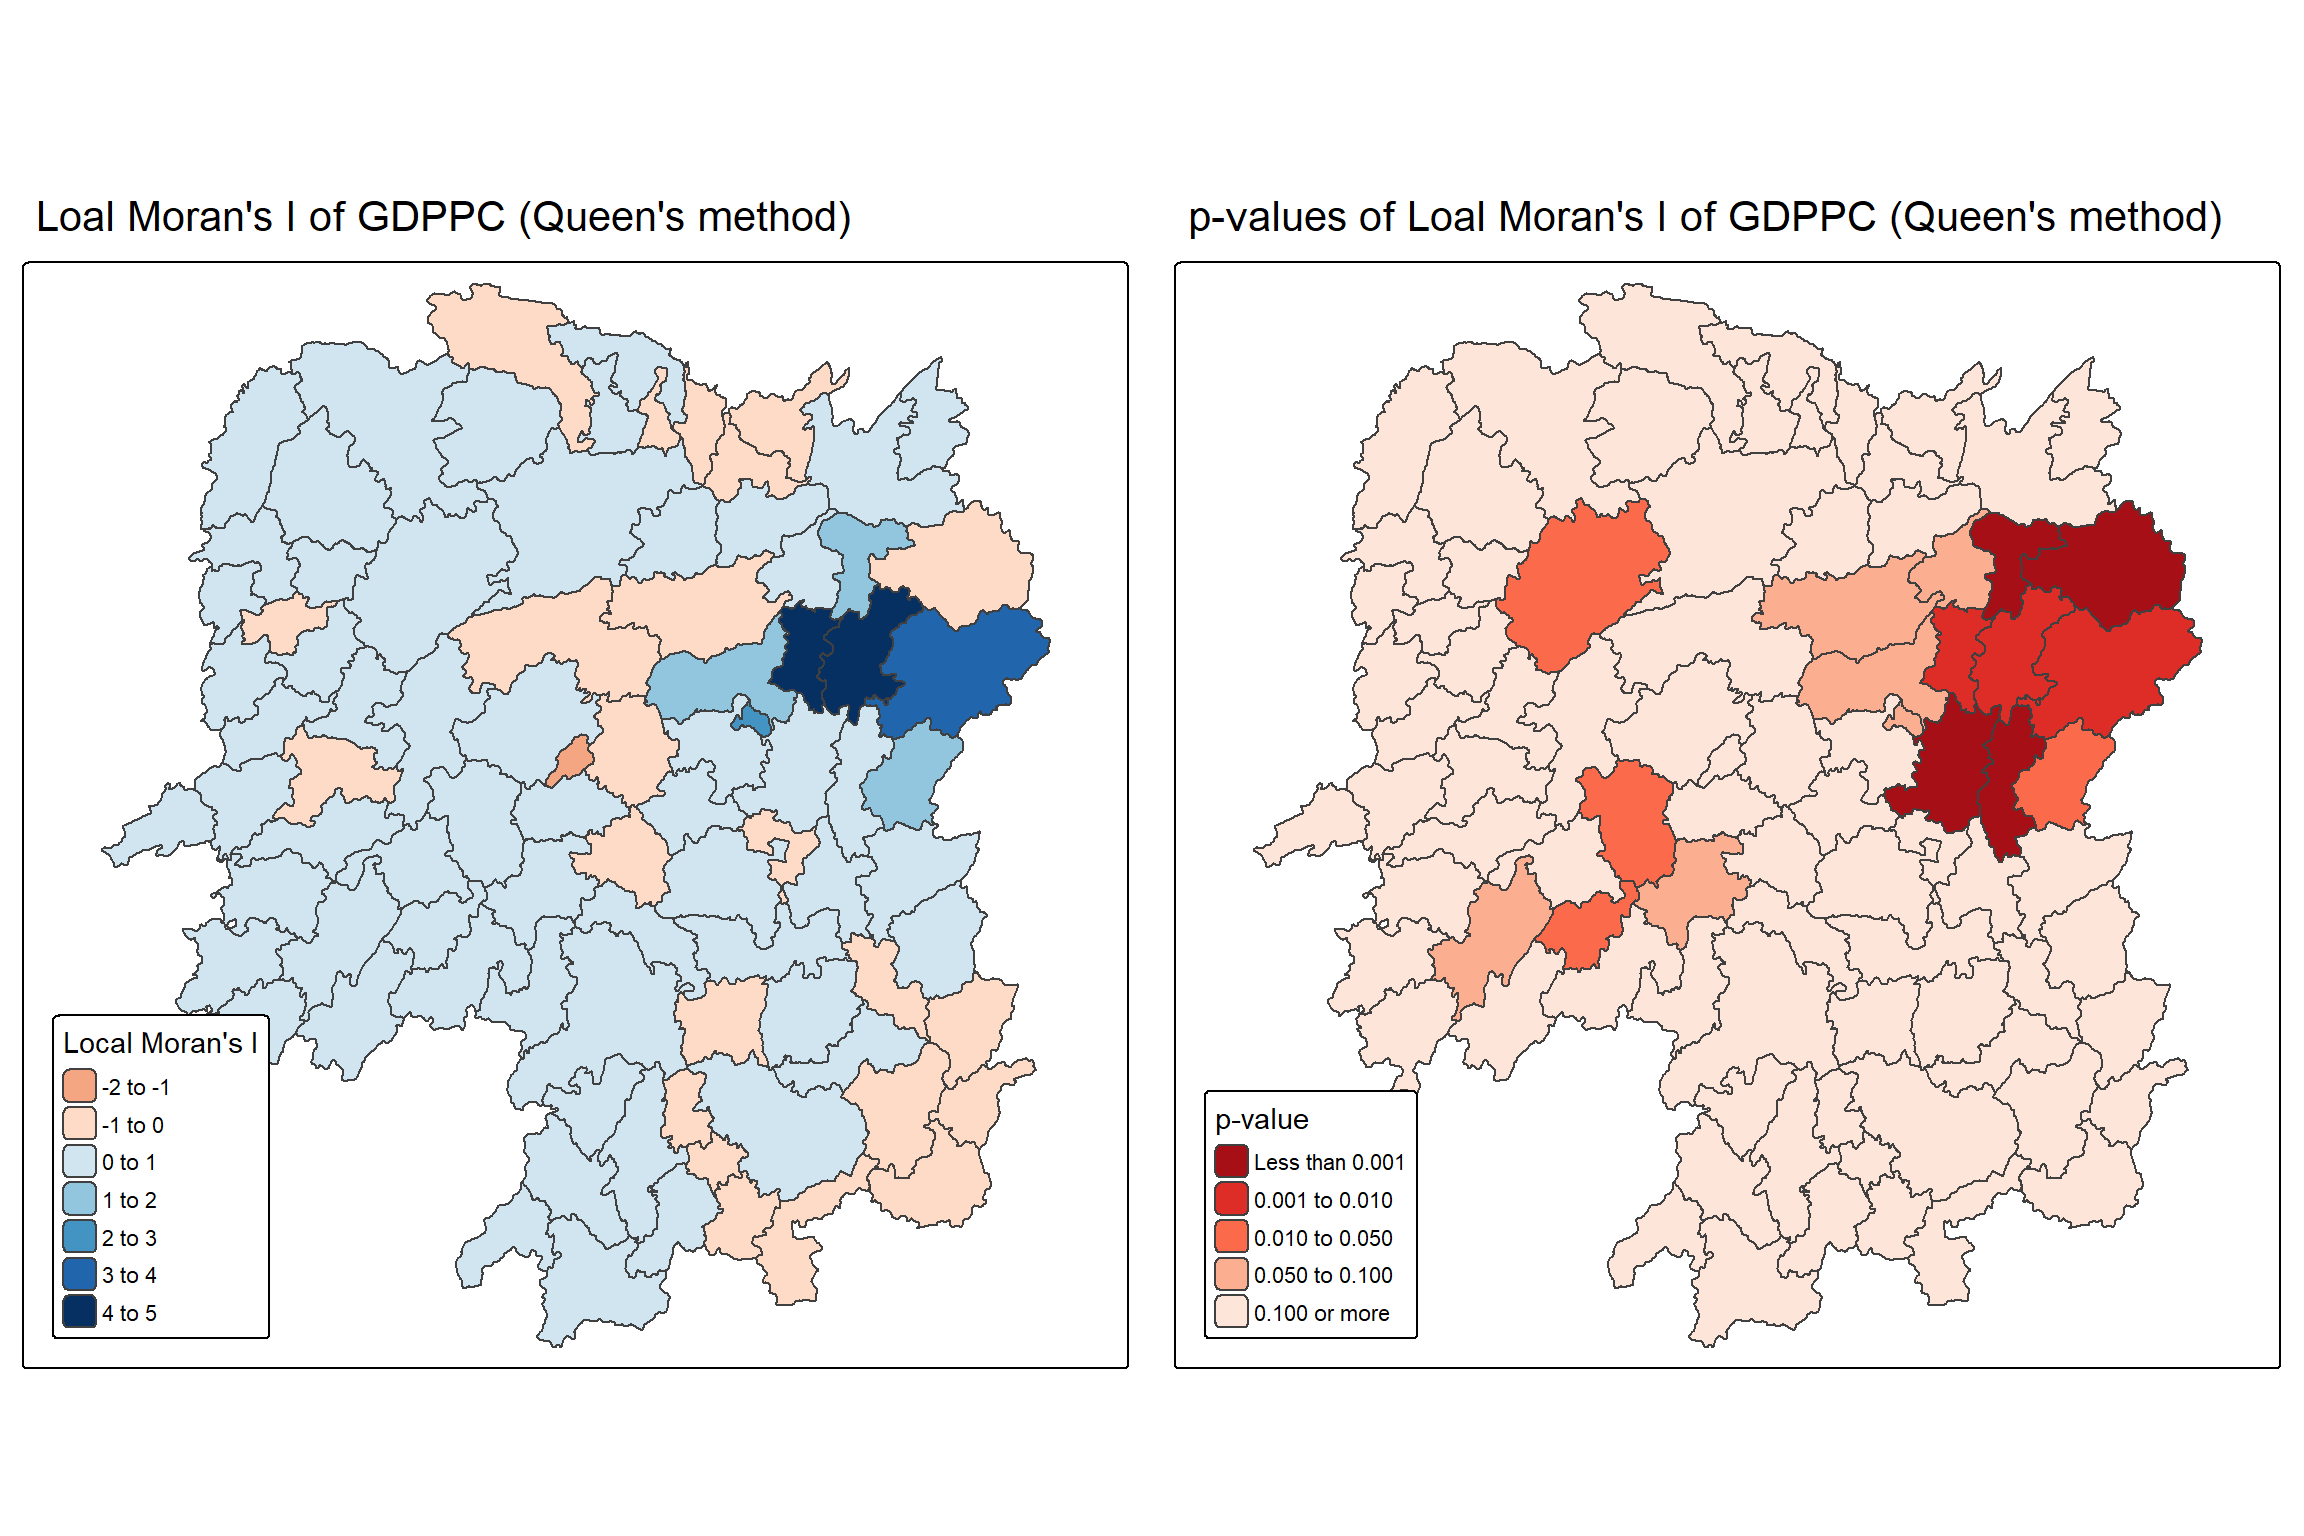 Loal Moran's I of GDPPC (Queen's method)
Local Moran's I
-2 to -1
-1 to 0
0 to 1
1 to 2
2 to 3
3 to 4
4 to 5
p-values of Loal Moran's I of GDPPC (Queen's method)
p-value
Less than 0.001
0.001 to 0.010
0.010 to 0.050
0.050 to 0.100
0.100 or more